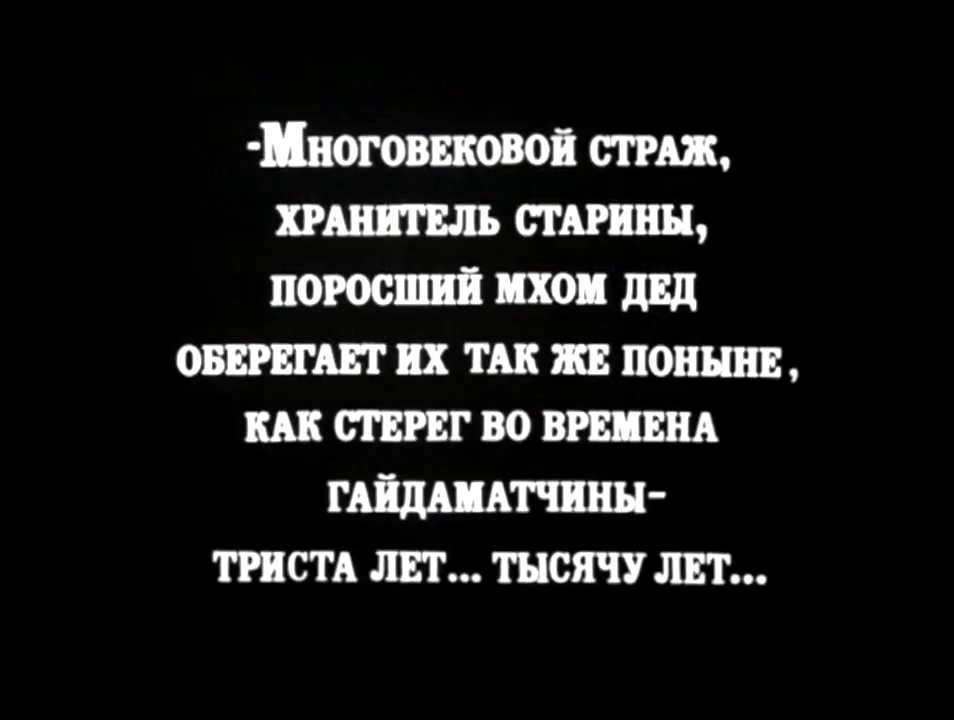 -Многовековой страж,
хранитель старины,
поросший мхом дед
оберегает их так же поныне,
как стерег во времена
гайдаматчины-
триста лет... тысячу лет...